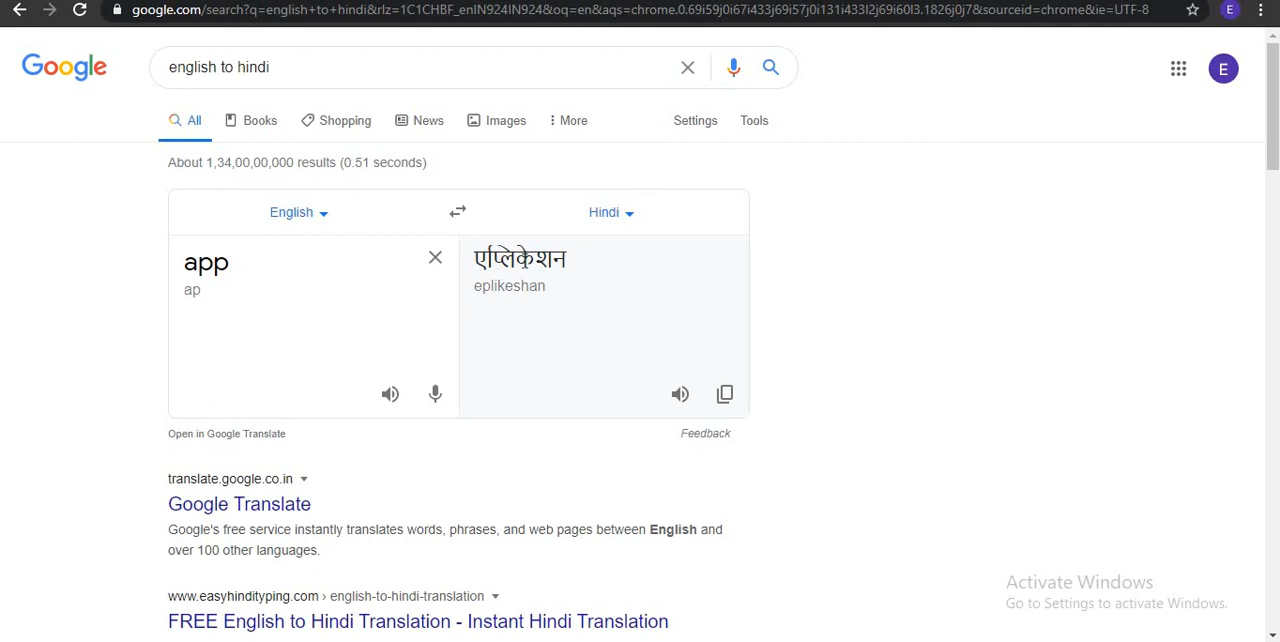 google.com/search?q=english+to+hindi&rlz=1C1CHBF_enIN924IN924&oq=en&aqs=chrome.0.69i59j0i67i433j69i57j0i131i433l2j69i60l3.1826j0j7&sourceid=chrome&ie=UTF-8
E
Google
english to hindi
E
All Books Shopping News Images More Settings Tools
About 1,34,00,00,000 results (0.51 seconds)
English Hindi
app एप्लिकेशन
ap eplikeshan
Open in Google Translate Feedback
translate.google.co.in
Google Translate
Google's free service instantly translates words, phrases, and web pages between English and
over 100 other languages.
www.easyhindityping.com › english-to-hindi-translation
FREE English to Hindi Translation - Instant Hindi Translation
Activate Windows
Go to Settings to activate Windows.